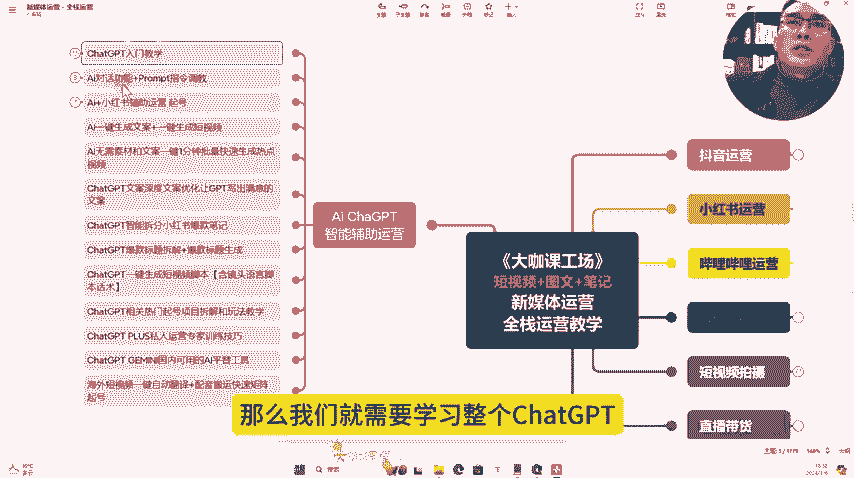 新媒体运营 - 全栈运营
ChatGPT入门教学
Ai对话功能+Prompt指令调教
Ai+小红书辅助运营 起号
Ai一键生成文案+一键生成短视频
Ai无需素材和文案一键1分钟批量快速生成热点
视频
ChatGPT文案深度文案优化让GPT写出满意的
文案
ChatGPT智能拆分小红书爆款笔记
ChatGPT爆款标题拆解+爆款标题生成
ChatGPT一键生成短视频脚本【含镜头语言脚
本话术】
ChatGPT相关热门起号项目拆解和玩法教学
ChatGPT PLUS私人运营专家训练技巧
ChatGPT GEMINI国内可用的AI平替工具
海外短视频一键自动翻译+配音搬运快速矩阵
起号
Ai ChaGPT
智能辅助运营
《大咖课工场》
短视频+图文+笔记
新媒体运营
全栈运营教学
抖音运营
小红书运营
哔哩哔哩运营
短视频拍摄
直播带货
那么我们就需要学习整个ChatGPT
搜索